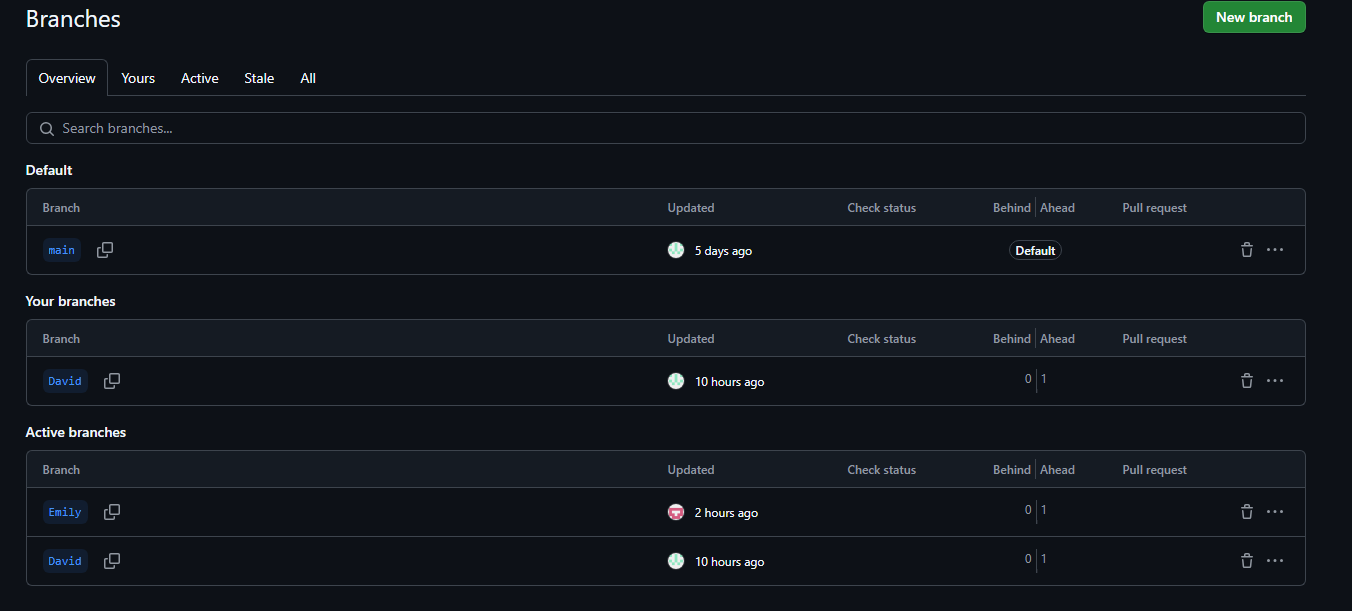 Branches
New branch
Overview Yours Active Stale All
Search branches...
Default
Branch Updated Check status Behind Ahead Pull request
main 5 days ago Default
Your branches
Branch Updated Check status Behind Ahead Pull request
David 10 hours ago 0 1
Active branches
Branch Updated Check status Behind Ahead Pull request
Emily 2 hours ago 0 1
David 10 hours ago 0 1